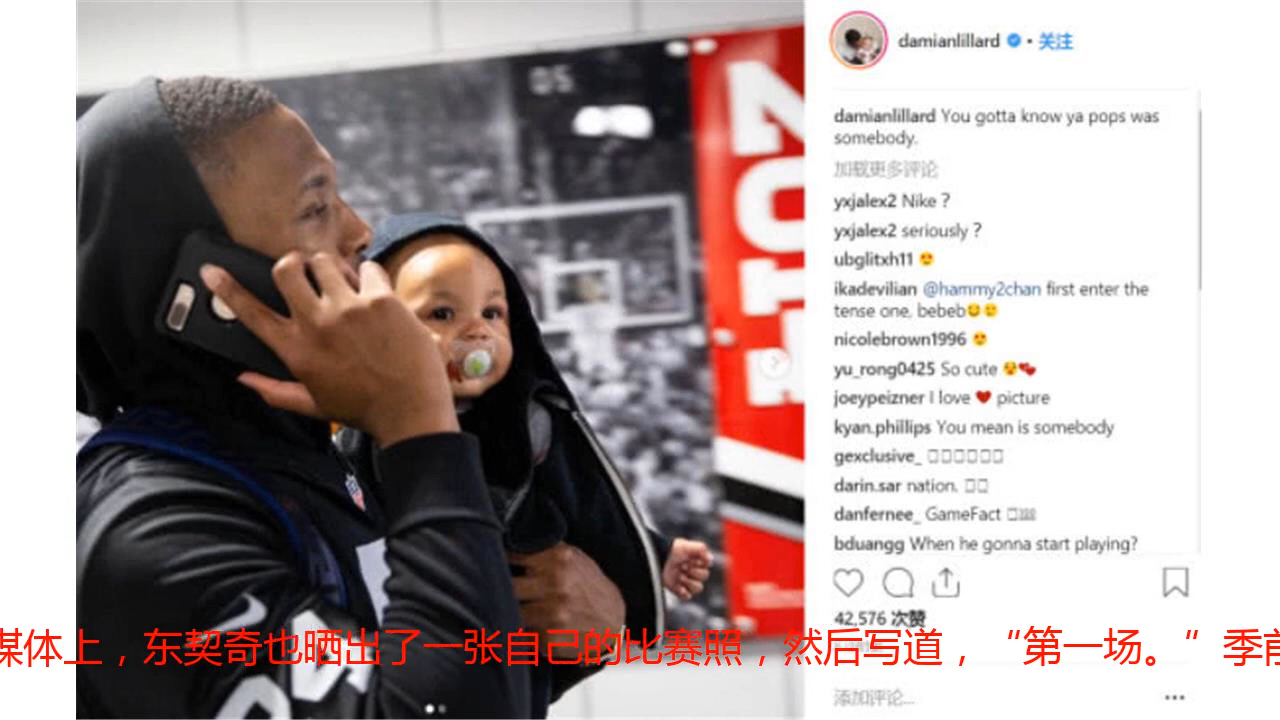 05
NORTH
damianlillard • 关注
damianlillard You gotta know ya pops was
somebody.
加载更多评论
yxjalex2 Nike ?
yxjalex2 seriously ?
ubglitxh11 😍
ikadevilian @hammy2chan first enter the
tense one, bebeb
nicolebrown1996 😍
yu_rong0425 So cute
joeypeizner I love ❤ picture
kyan.phillips You mean is somebody
gexclusive_
darin.sar nation.
danfernee_ GameFact
bduangg When he gonna start playing?
42,576 次赞
媒体上，东契奇也晒出了一张自己的比赛照，然后写道，“第一场。”季前
添加评论...